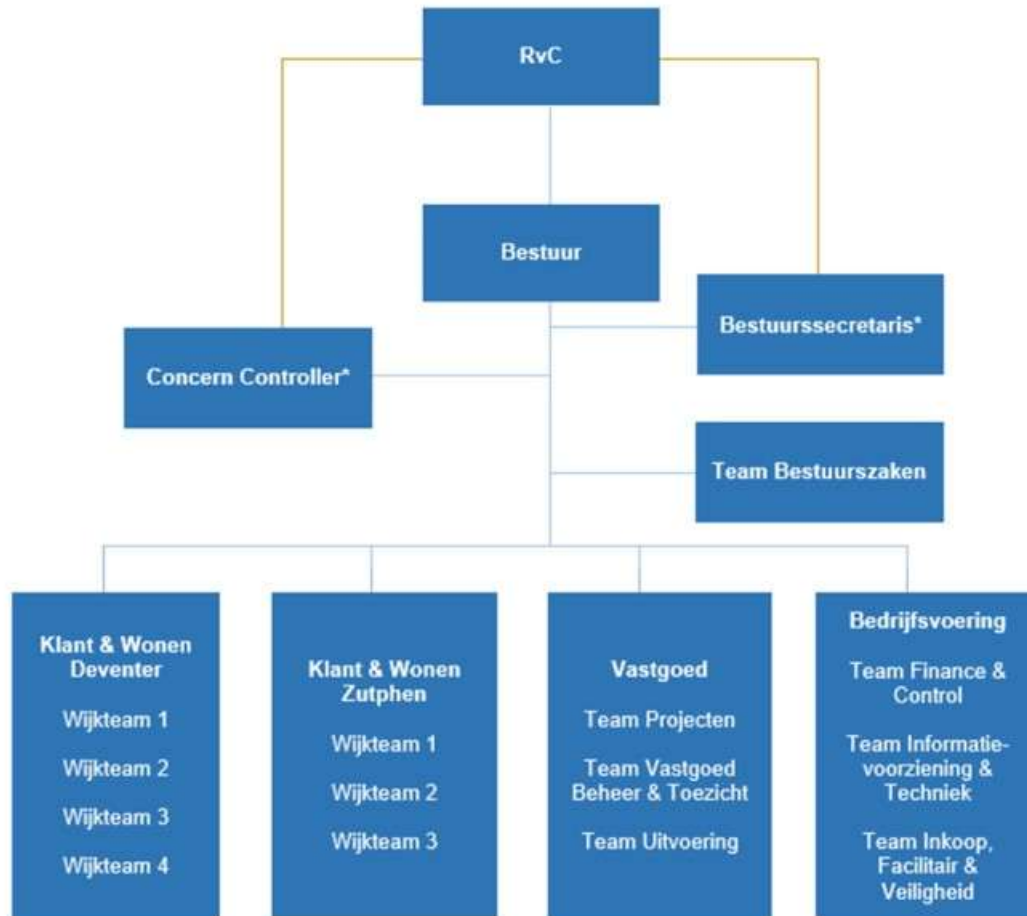 RvC
Bestuur
Bestuurssecretaris*
Concern Controller*
Team Bestuurszaken
Klant & Wonen
Deventer
Wijkteam 1
Wijkteam 2
Wijkteam 3
Wijkteam 4
Klant & Wonen
Zutphen
Wijkteam 1
Wijkteam 2
Wijkteam 3
Vastgoed
Team Projecten
Team Vastgoed
Beheer & Toezicht
Team Uitvoering
Bedrijfsvoering
Team Finance &
Control
Team Informatie-
voorziening &
Techniek
Team Inkoop,
Facilitair &
Veiligheid